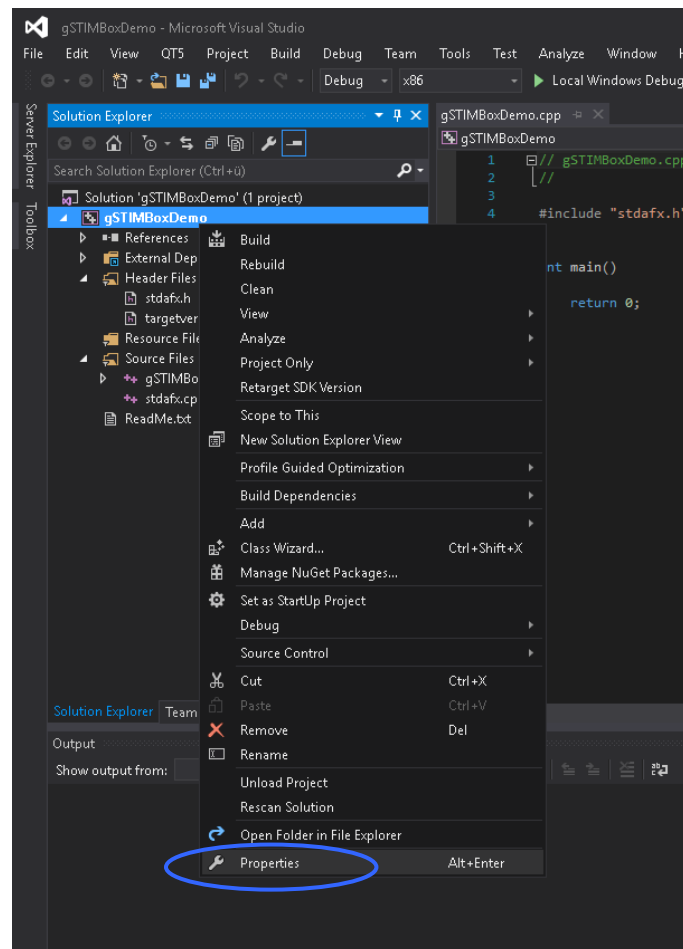 gSTIMBoxDemo - Microsoft Visual Studio
File Edit View QT5 Project Build Debug Team Tools Test Analyze Window
Debug x86 Local Windows Debug
Server Explorer
Toolbox
Solution Explorer
Search Solution Explorer (Ctrl+ü)
Solution 'gSTIMBoxDemo' (1 project)
gSTIMBoxDemo
References
External Dep
Header Files
stdafx.h
targetver
Resource File
Source Files
gSTIMBo
stdafx.cp
ReadMe.txt
gSTIMBoxDemo.cpp
gSTIMBoxDemo
1 // gSTIMBoxDemo.cpp
2 //
3
4 #include "stdafx.h"
nt main()
return 0;
Build
Rebuild
Clean
View
Analyze
Project Only
Retarget SDK Version
Scope to This
New Solution Explorer View
Profile Guided Optimization
Build Dependencies
Add
Class Wizard... Ctrl+Shift+X
Manage NuGet Packages...
Set as StartUp Project
Debug
Source Control
Cut Ctrl+X
Paste Ctrl+V
Remove Del
Rename
Unload Project
Rescan Solution
Open Folder in File Explorer
Properties Alt+Enter
Solution Explorer Team
Output
Show output from: